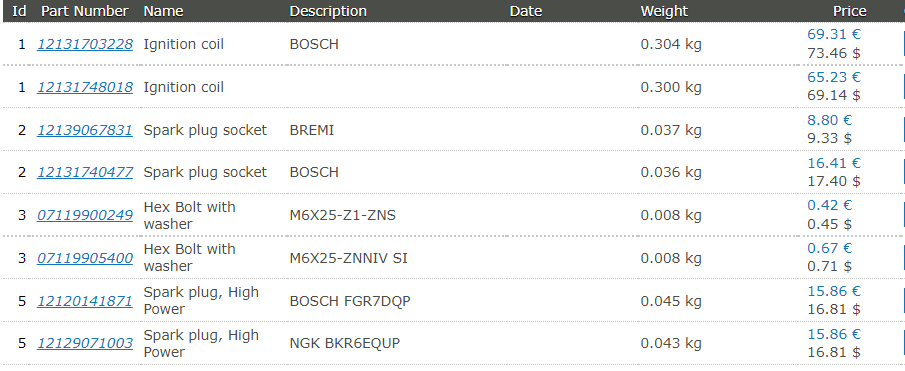 Id Part Number Name Description Date Weight Price
1 12131703228 Ignition coil BOSCH 0.304 kg 69.31 €
73.46 $
1 12131748018 Ignition coil 0.300 kg 65.23 €
69.14 $
2 12139067831 Spark plug socket BREMI 0.037 kg 8.80 €
9.33 $
2 12131740477 Spark plug socket BOSCH 0.036 kg 16.41 €
17.40 $
3 07119900249 Hex Bolt with M6X25-Z1-ZNS 0.008 kg 0.42 €
washer 0.45 $
3 07119905400 Hex Bolt with M6X25-ZNNIV SI 0.008 kg 0.67 €
washer 0.71 $
5 12120141871 Spark plug, High BOSCH FGR7DQP 0.045 kg 15.86 €
Power 16.81 $
5 12129071003 Spark plug, High NGK BKR6EQUP 0.043 kg 15.86 €
Power 16.81 $